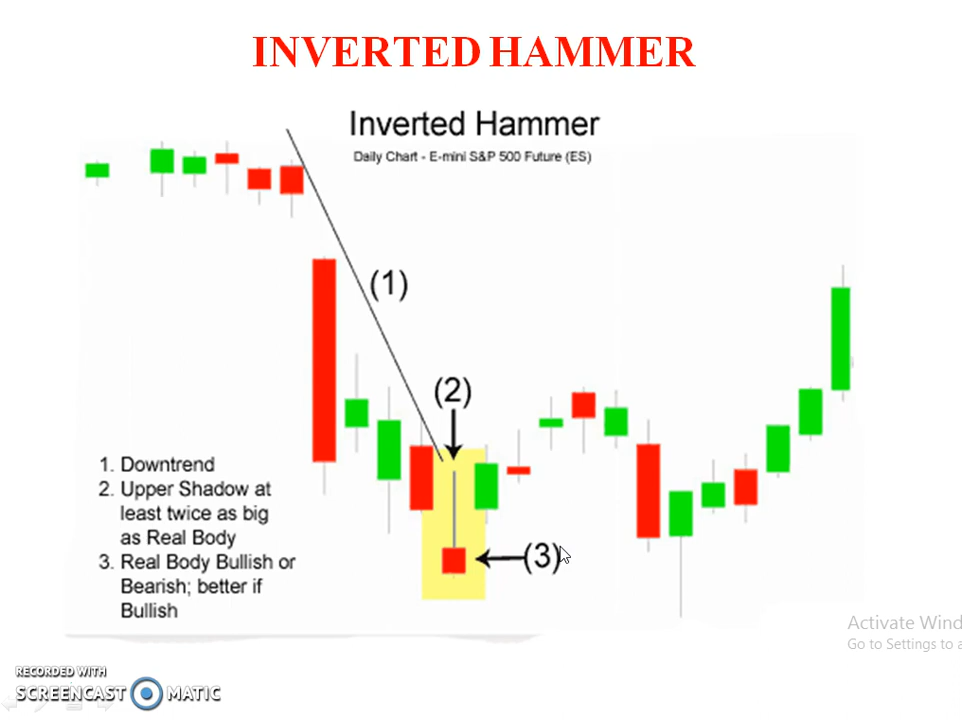 INVERTED HAMMER
Inverted Hammer
Daily Chart - E-mini S&P 500 Future (ES)
(1)
(2)
1. Downtrend
2. Upper Shadow at
least twice as big
as Real Body
(3)
3. Real Body Bullish or
Bearish; better if
Bullish
Activate Wind
Go to Settings to a
RECORDED WITH
SCREENCAST MATIC